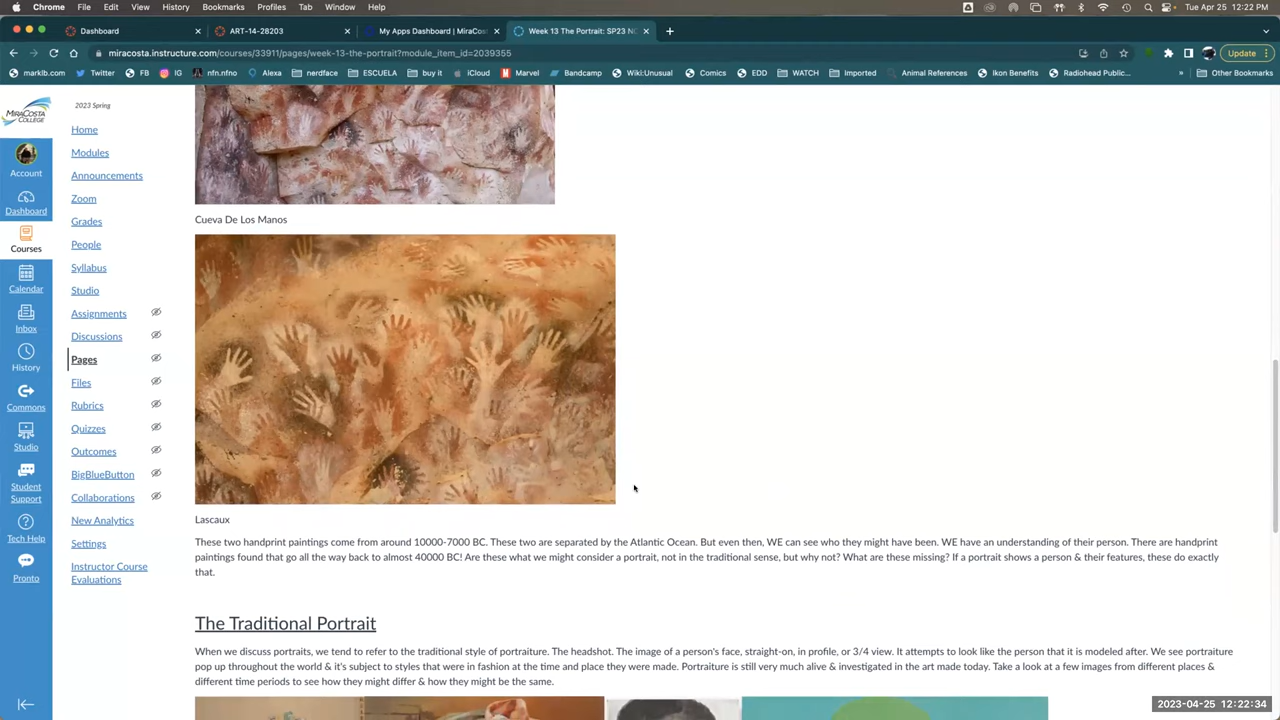 Chrome File Edit View History Bookmarks Profiles Tab Window Help
Tue Apr 25 12:22 PM
Dashboard
ART-14-28203
My Apps Dashboard | MiraCos
Week 13 The Portrait: SP23 NO
miracosta.instructure.com/courses/33911/pages/week-13-the-portrait?module_item_id=2039355
Update
marklb.com Twitter FB IG nfn.nfno Alexa nerdface ESCUELA buy it iCloud Marvel Bandcamp Wiki:Unusual Comics EDD WATCH Imported Animal References Ikon Benefits Radiohead Public... » Other Bookmarks
MIRACOSTA
COLLEGE
Account
Dashboard
Courses
Calendar
Inbox
History
Commons
Studio
Student
Support
Tech Help
Pronto
2023 Spring
Home
Modules
Announcements
Zoom
Grades
People
Syllabus
Studio
Assignments
Discussions
Pages
Files
Rubrics
Quizzes
Outcomes
BigBlueButton
Collaborations
New Analytics
Settings
Instructor Course
Evaluations
Cueva De Los Manos
Lascaux
These two handprint paintings come from around 10000-7000 BC. These two are separated by the Atlantic Ocean. But even then, WE can see who they might have been. WE have an understanding of their person. There are handprint
paintings found that go all the way back to almost 40000 BC! Are these what we might consider a portrait, not in the traditional sense, but why not? What are these missing? If a portrait shows a person & their features, these do exactly
that.
The Traditional Portrait
When we discuss portraits, we tend to refer to the traditional style of portraiture. The headshot. The image of a person's face, straight-on, in profile, or 3/4 view. It attempts to look like the person that it is modeled after. We see portraiture
pop up throughout the world & it's subject to styles that were in fashion at the time and place they were made. Portraiture is still very much alive & investigated in the art made today. Take a look at a few images from different places &
different time periods to see how they might differ & how they might be the same.
2023-04-25 12:22:34